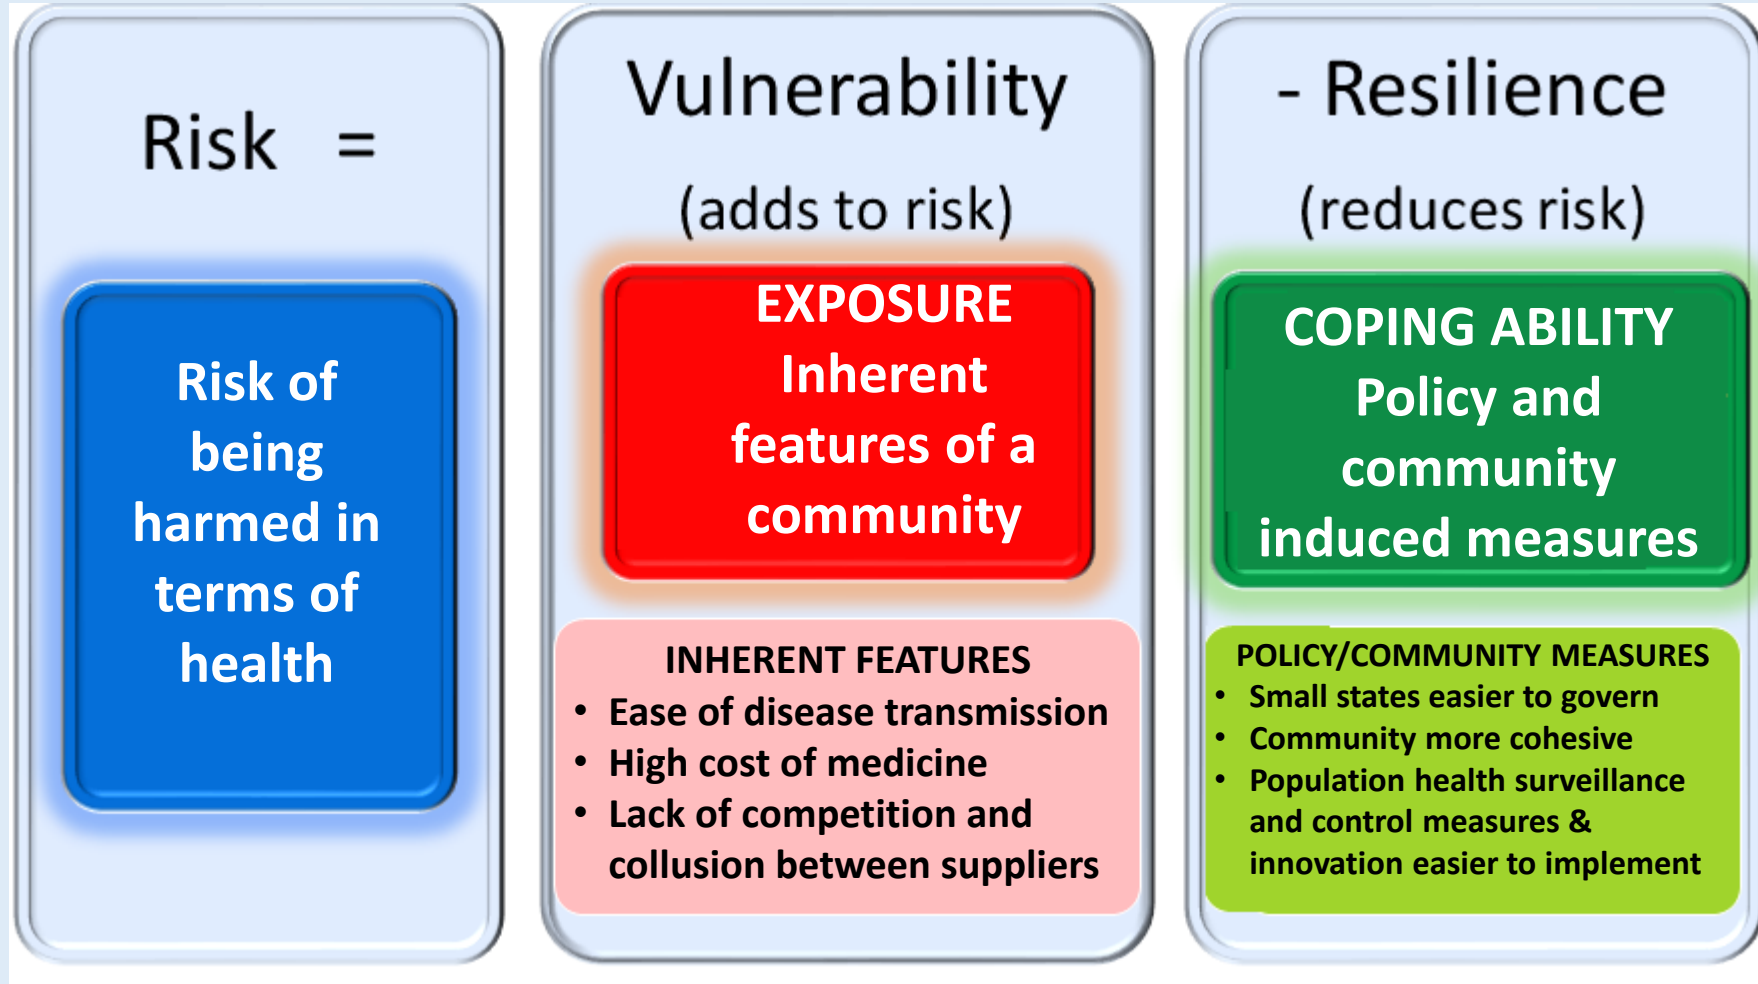 Risk =
Risk of
being
harmed in
terms of
health
Vulnerability
(adds to risk)
EXPOSURE
Inherent
features of a
community
INHERENT FEATURES
• Ease of disease transmission
• High cost of medicine
• Lack of competition and
collusion between suppliers
- Resilience
(reduces risk)
COPING ABILITY
Policy and
community
induced measures
POLICY/COMMUNITY MEASURES
• Small states easier to govern
• Community more cohesive
• Population health surveillance
and control measures &
innovation easier to implement